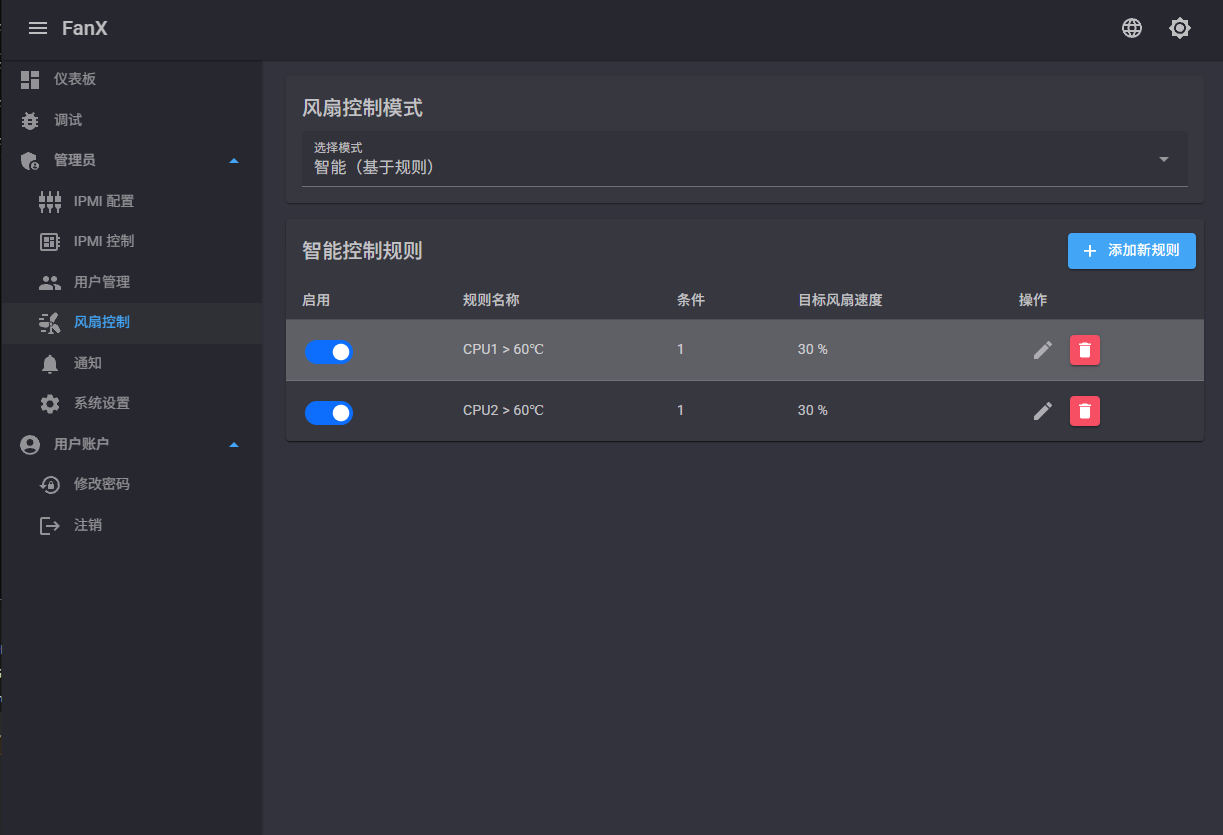 FanX
仪表板
调试
管理员
IPMI 配置
IPMI 控制
用户管理
风扇控制
通知
系统设置
用户账户
修改密码
注销
风扇控制模式
选择模式
智能（基于规则）
智能控制规则
添加新规则
启用 规则名称 条件 目标风扇速度 操作
CPU1 > 60℃ 1 30 %
CPU2 > 60℃ 1 30 %